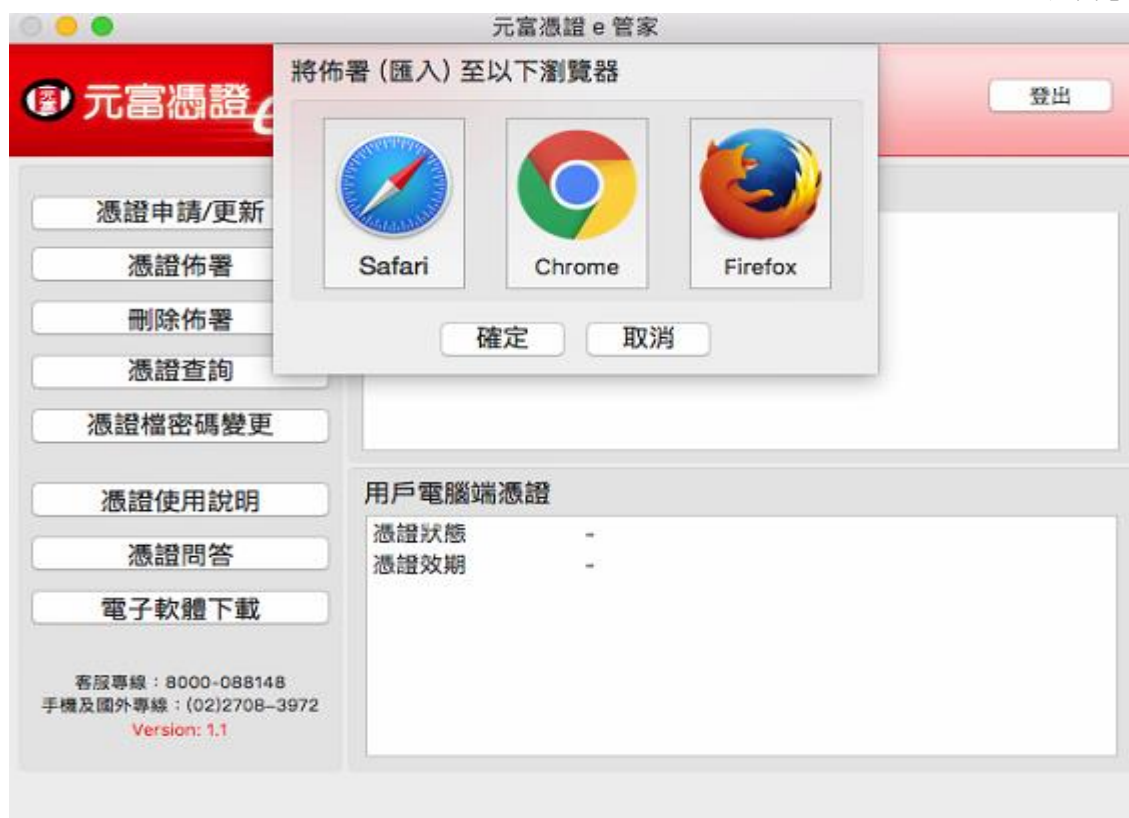 元富憑證 e 管家
元富憑證e
將佈署 (匯入) 至以下瀏覽器
登出
Safari
Chrome
Firefox
確定
取消
憑證申請/更新
憑證佈署
刪除佈署
憑證查詢
憑證檔密碼變更
憑證使用說明
憑證問答
電子軟體下載
客服專線：8000-088148
手機及國外專線：(02)2708–3972
Version: 1.1
用戶電腦端憑證
憑證狀態 -
憑證效期 -